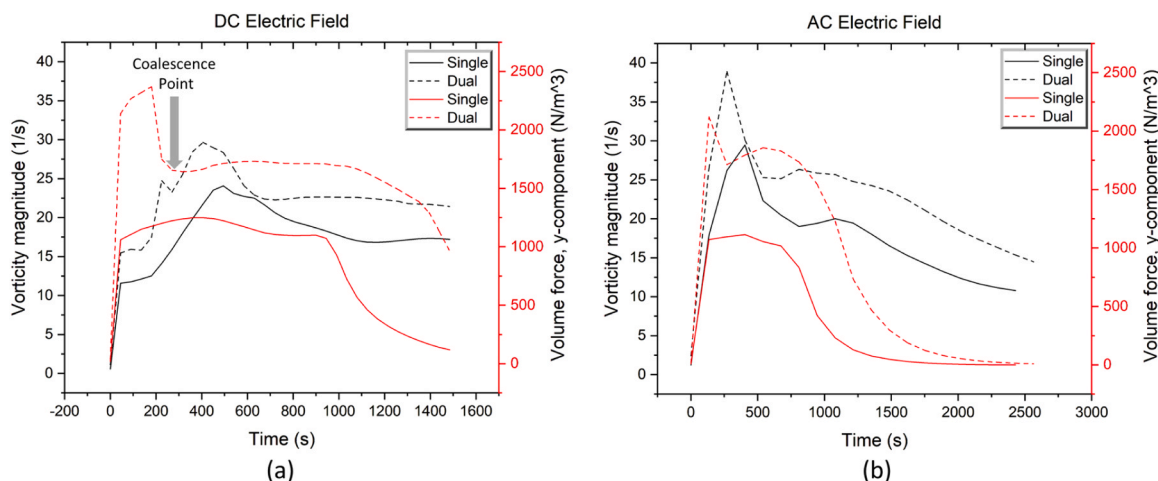 DC Electric Field
Vorticity magnitude (1/s)
40
35
30
25
20
15
10
5
0
-200 0 200 400 600 800 1000 1200 1400 1600
Time (s)
Coalescence
Point
Single
Dual
Single
Dual
2500
2000
1500
1000
500
0
Volume force, y-component (N/m^3)
(a)
AC Electric Field
Vorticity magnitude (1/s)
40
35
30
25
20
15
10
5
0
0 500 1000 1500 2000 2500 3000
Time (s)
Single
Dual
Single
Dual
2500
2000
1500
1000
500
0
Volume force, y-component (N/m^3)
(b)